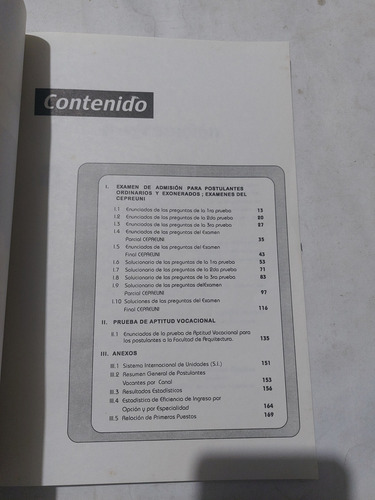 Contenido
I. EXAMEN DE ADMISIÓN PARA POSTULANTES
ORDINARIOS Y EXONERADOS ; EXAMENES DEL
CEPREUNI
I.1 Enunciados de las preguntas de la 1ra prueba 13
I.2 Enunciados de las preguntas de la 2da prueba 20
I.3 Enunciados de las preguntas de la 3ra prueba 27
I.4 Enunciados de las preguntas del Examen
Parcial CEPREUNI 35
I.5 Enunciados de las preguntas del Examen
Final CEPREUNI 43
I.6 Solucionario de las preguntas de la 1ra prueba 53
I.7 Solucionario de las preguntas de la 2da prueba 71
I.8 Solucionario de las preguntas de la 3ra prueba 82
I.9 Solucionario de las preguntas delExamen
Parcial CEPREUNI 97
I.10 Soluciones de las preguntas del Examen
Final CEPREUNI 116
II. PRUEBA DE APTITUD VOCACIONAL
II.1 Enunciados de la prueba de Aptitud Vocacional para
los postulantes a la Facultad de Arquitectura. 135
III. ANEXOS
III.1 Sistema Internacional de Unidades (S.I.) 151
III.2 Resumen General de Postulantes
Vacantes por Canal 153
III.3 Resultados Estadísticos 156
III.4 Estadística de Eficiencia de Ingreso por
Opción y por Especialidad 164
III.5 Relación de Primeros Puestos 169